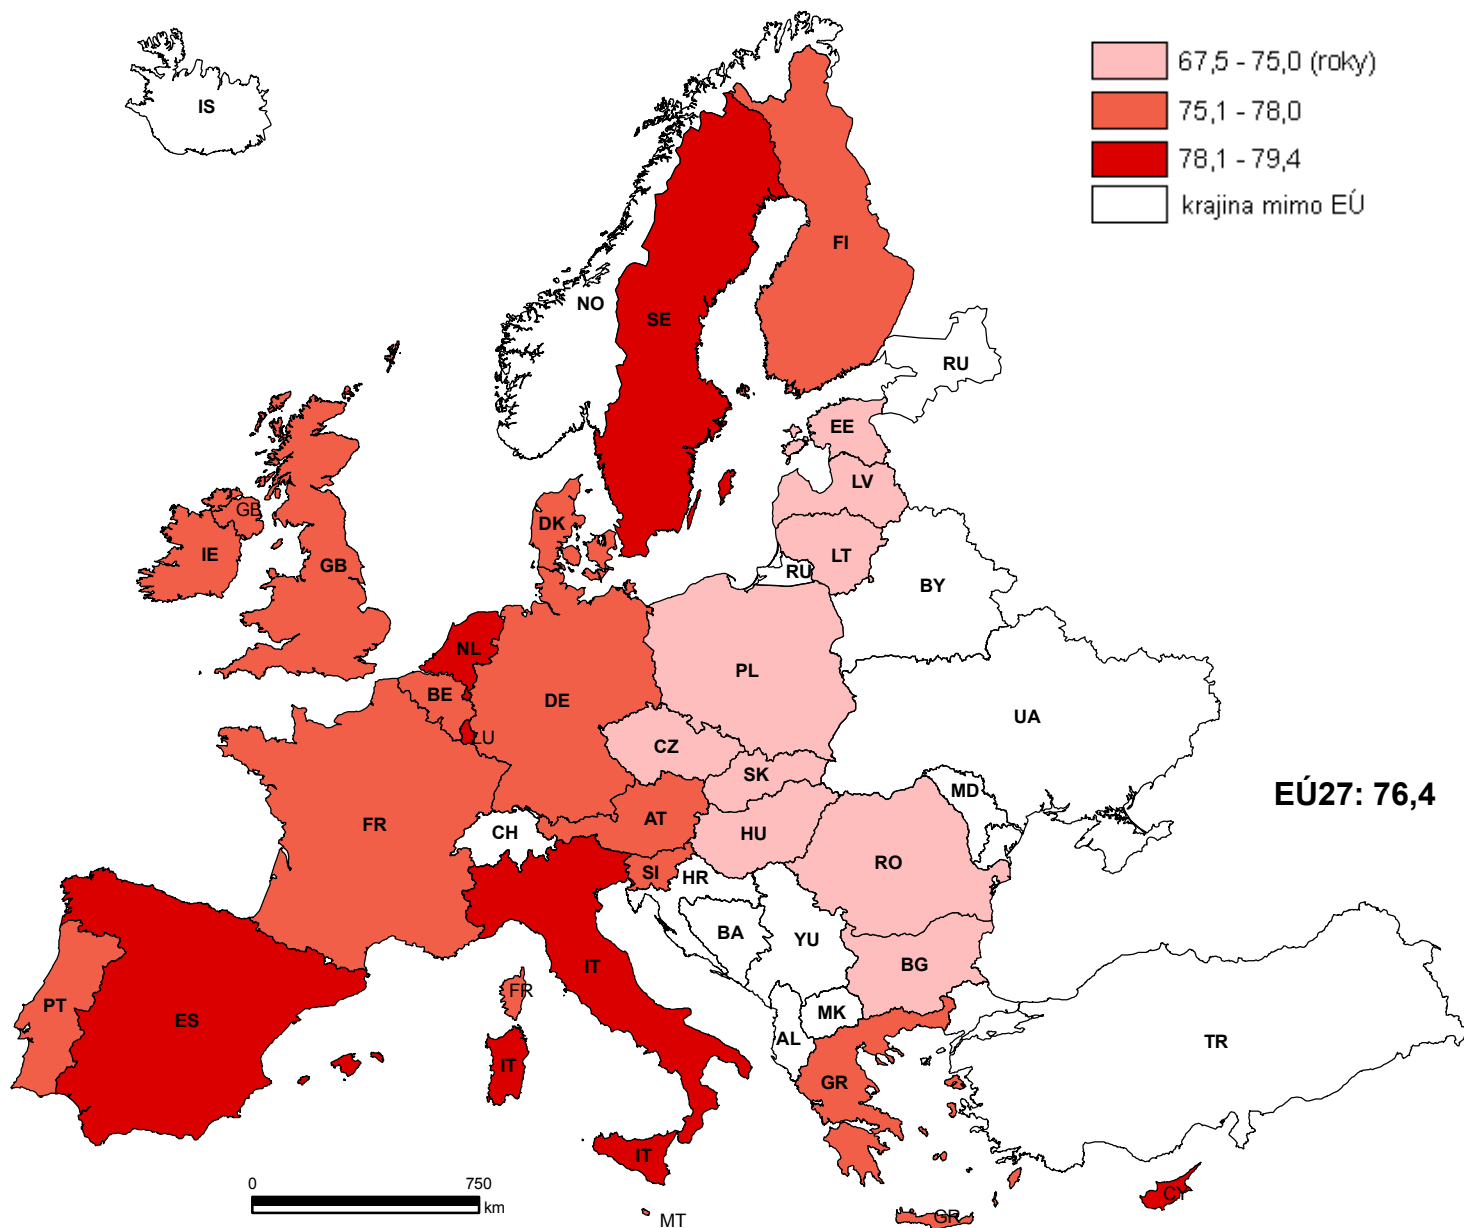 67,5 - 75,0 (roky)
75,1 - 78,0
78,1 - 79,4
krajina mimo EÚ
IS
FI
NO
SE
RU
EE
LV
GB
DK
IE
GB
LT
RU
BY
NL
PL
BE
DE
UA
LU
CZ
SK
MD
EÚ27: 76,4
FR
CH
AT
HU
RO
SI
HR
BA
YU
BG
IT
FR
PT
ES
MK
AL
TR
IT
GR
IT
0 750
km
CY
MT
GR